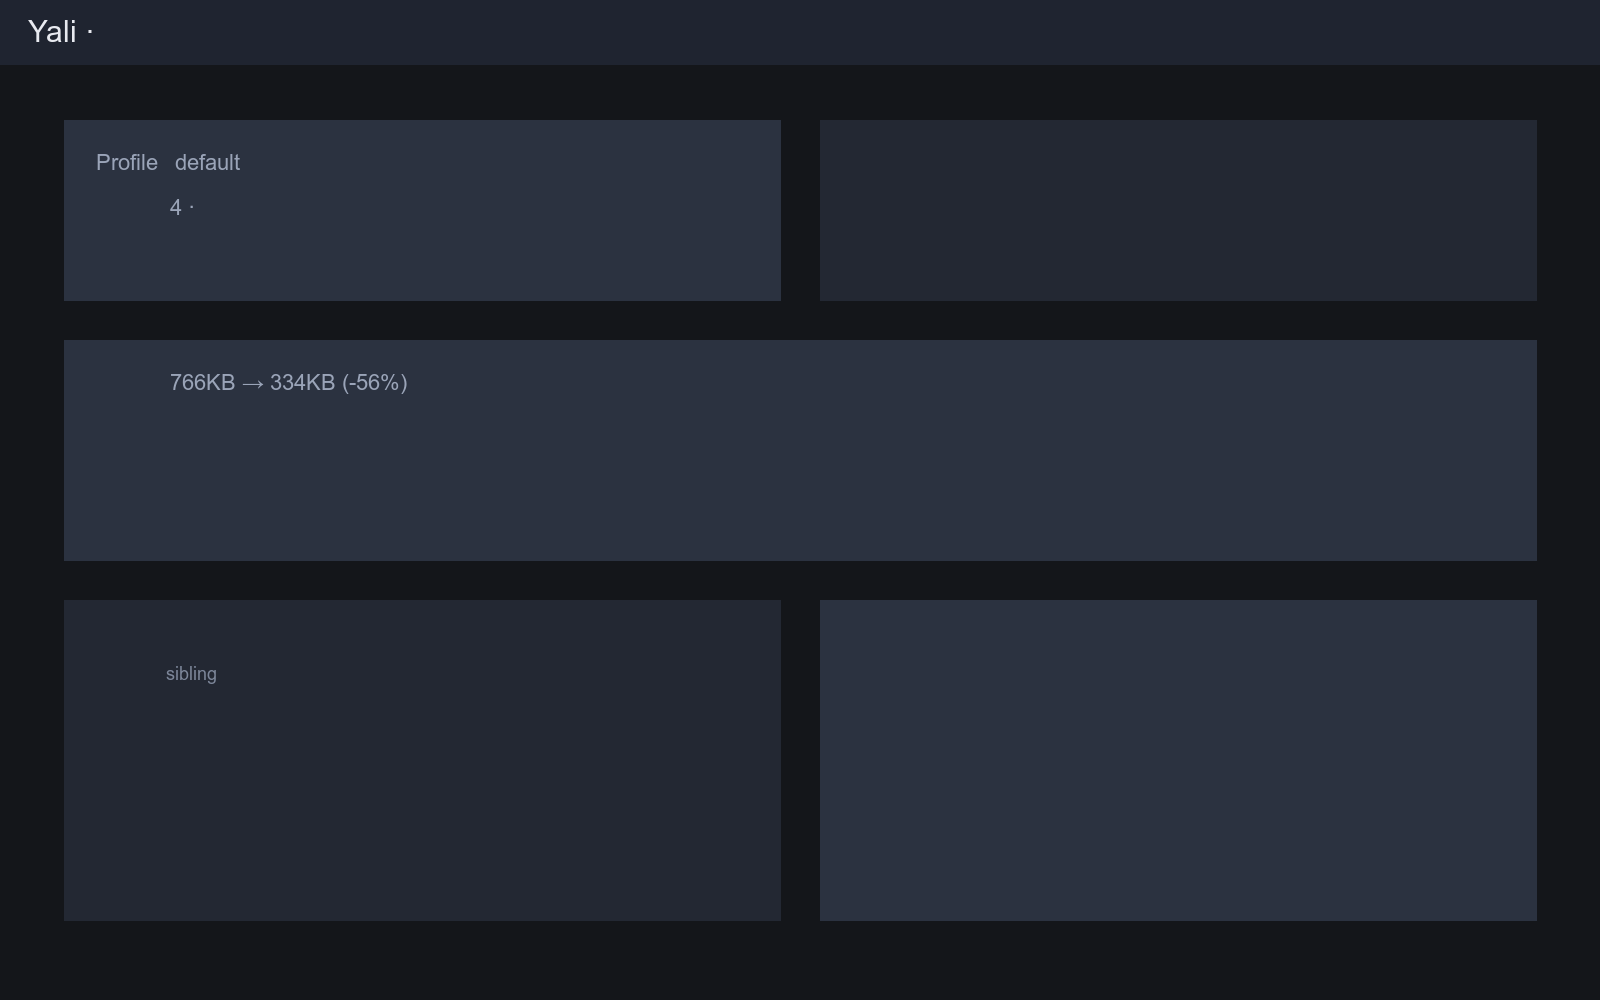 Yali ·
Profile default
4 ·
766KB → 334KB (-56%)
sibling